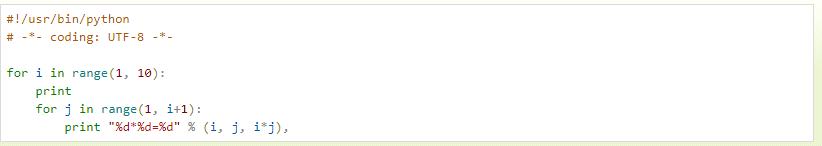 #!/usr/bin/python
# -*- coding: UTF-8 -*-

for i in range(1, 10):
    print
    for j in range(1, i+1):
        print "%d*%d=%d" % (i, j, i*j),